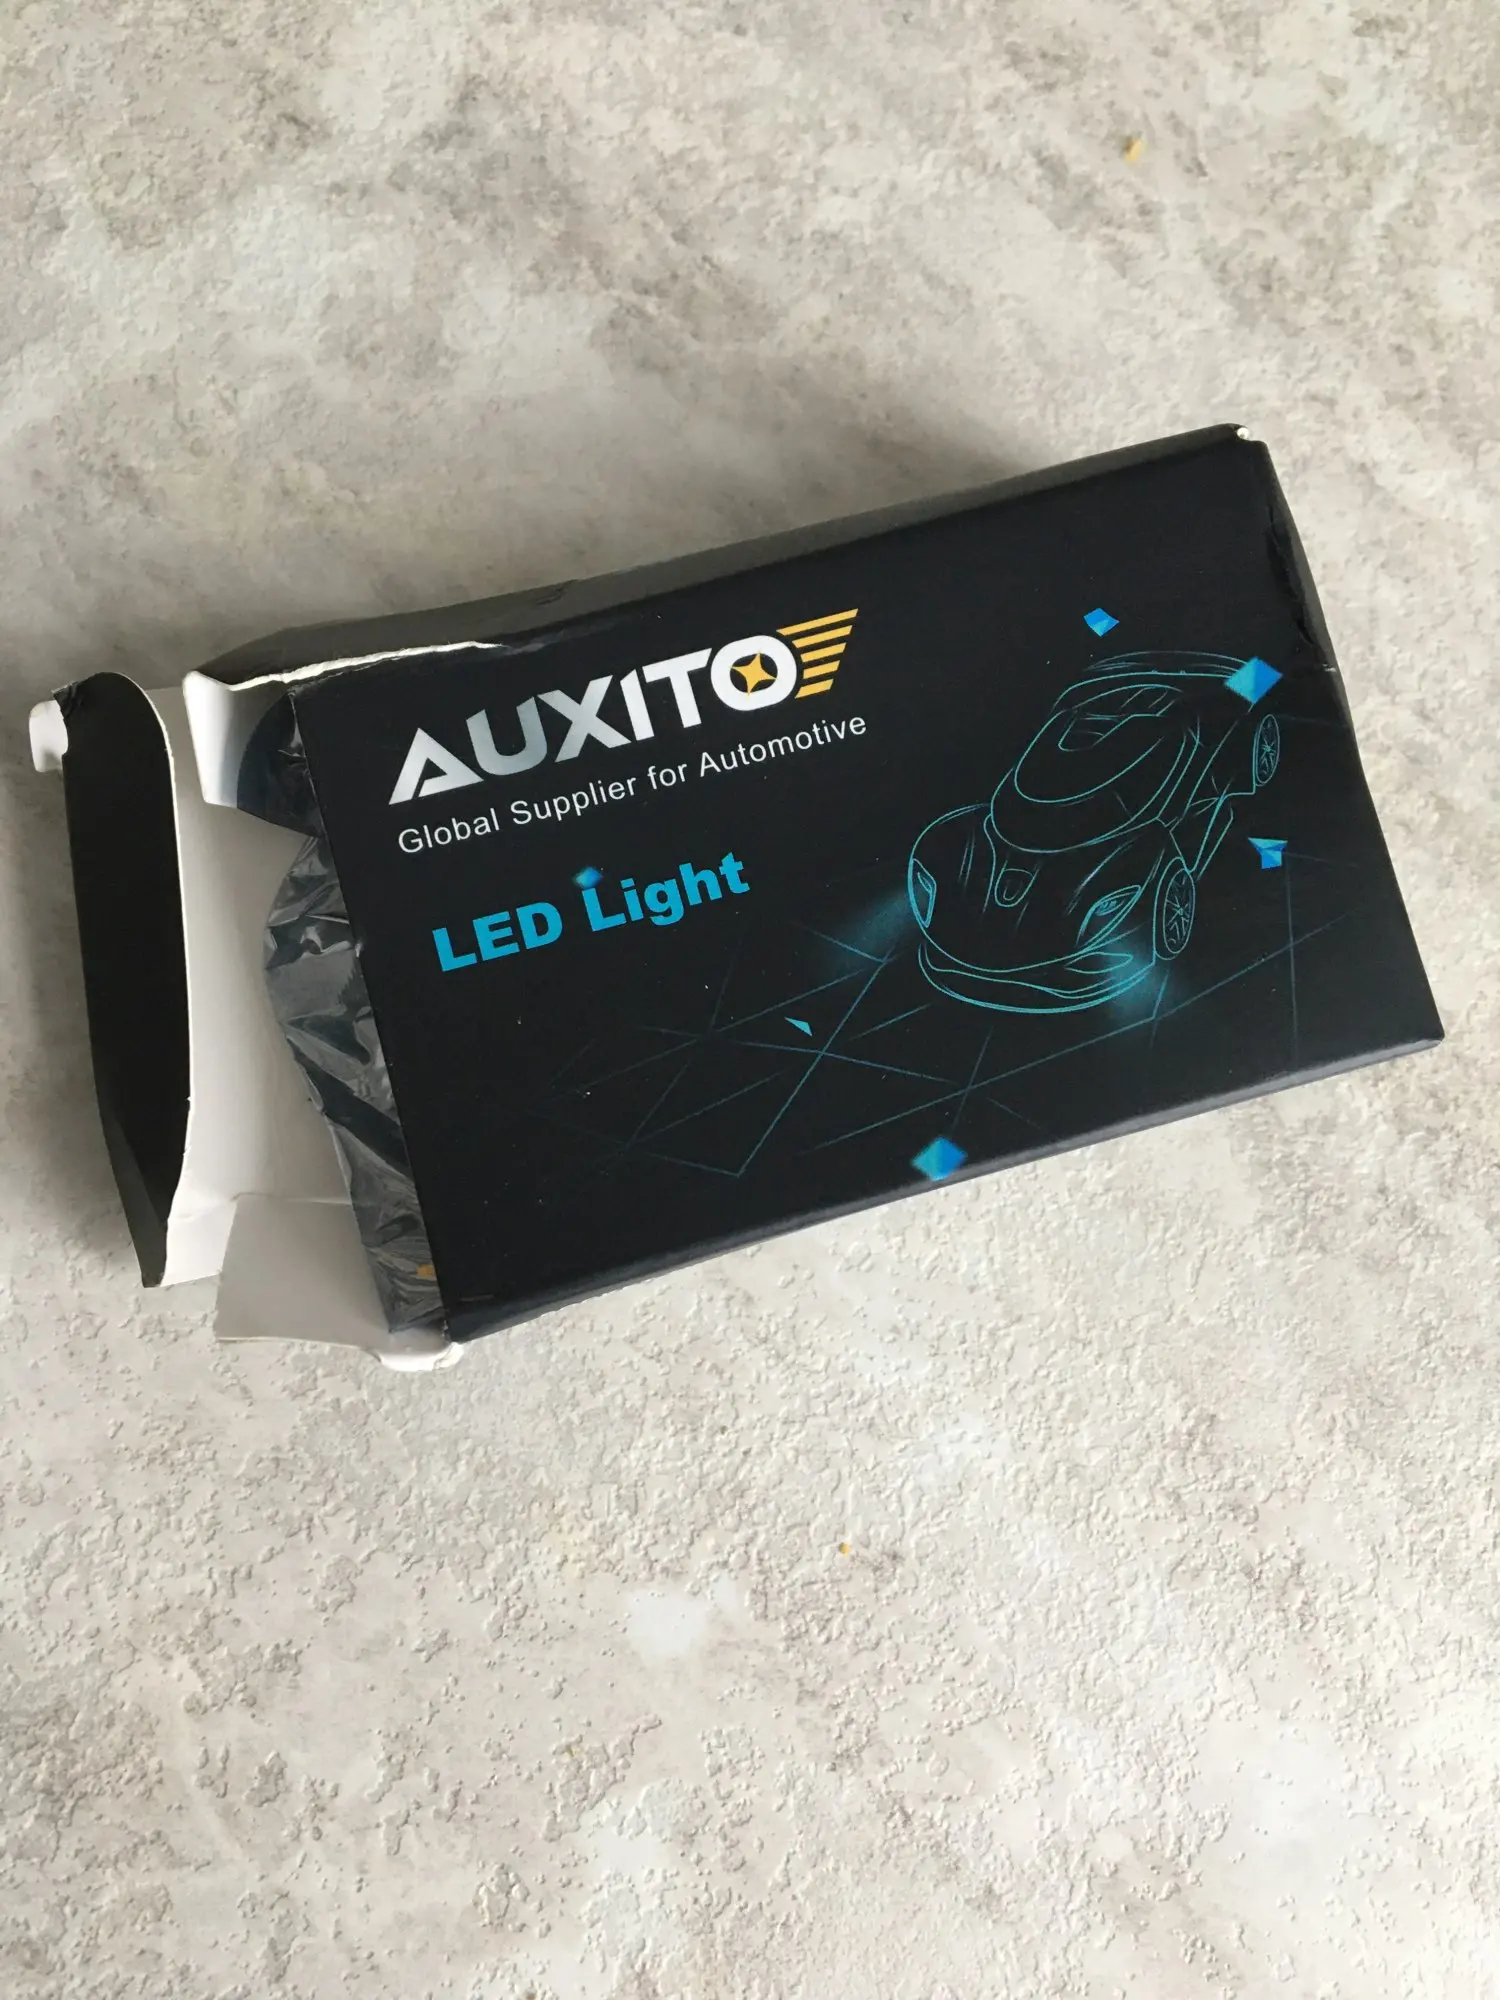 AUXITO
Global Supplier for Automotive
LED Light